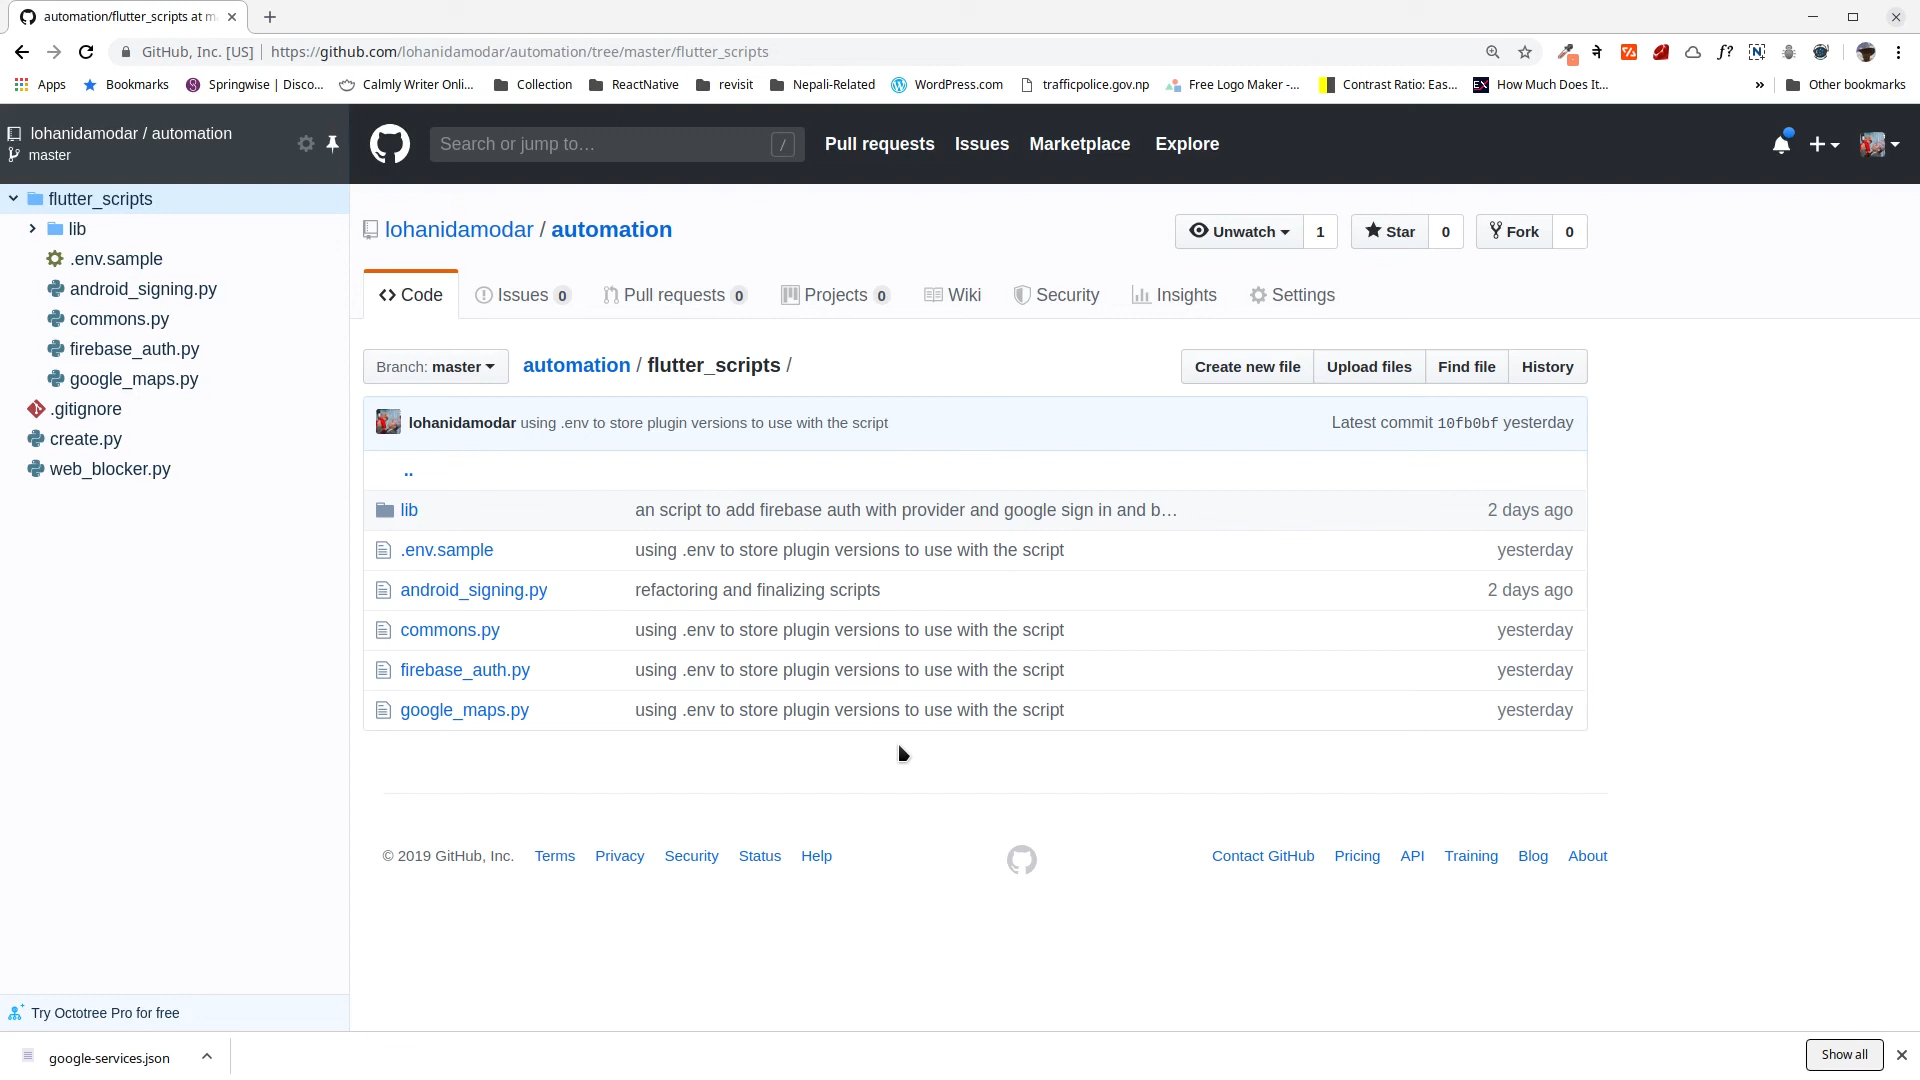 automation/flutter_scripts at m
GitHub, Inc. [US] https://github.com/lohanidamodar/automation/tree/master/flutter_scripts
Apps Bookmarks Springwise | Disco... Calmly Writer Onli... Collection ReactNative revisit Nepali-Related WordPress.com trafficpolice.gov.np Free Logo Maker -... Contrast Ratio: Eas... EX How Much Does It... » Other bookmarks
lohanidamodar / automation
master
Search or jump to… / Pull requests Issues Marketplace Explore
flutter_scripts
lib
.env.sample
android_signing.py
commons.py
firebase_auth.py
google_maps.py
.gitignore
create.py
web_blocker.py
lohanidamodar / automation Unwatch 1 Star 0 Fork 0
Code Issues 0 Pull requests 0 Projects 0 Wiki Security Insights Settings
Branch: master automation / flutter_scripts / Create new file Upload files Find file History
lohanidamodar using .env to store plugin versions to use with the script Latest commit 10fb0bf yesterday
..
lib an script to add firebase auth with provider and google sign in and b… 2 days ago
.env.sample using .env to store plugin versions to use with the script yesterday
android_signing.py refactoring and finalizing scripts 2 days ago
commons.py using .env to store plugin versions to use with the script yesterday
firebase_auth.py using .env to store plugin versions to use with the script yesterday
google_maps.py using .env to store plugin versions to use with the script yesterday
© 2019 GitHub, Inc. Terms Privacy Security Status Help Contact GitHub Pricing API Training Blog About
Try Octotree Pro for free
google-services.json Show all